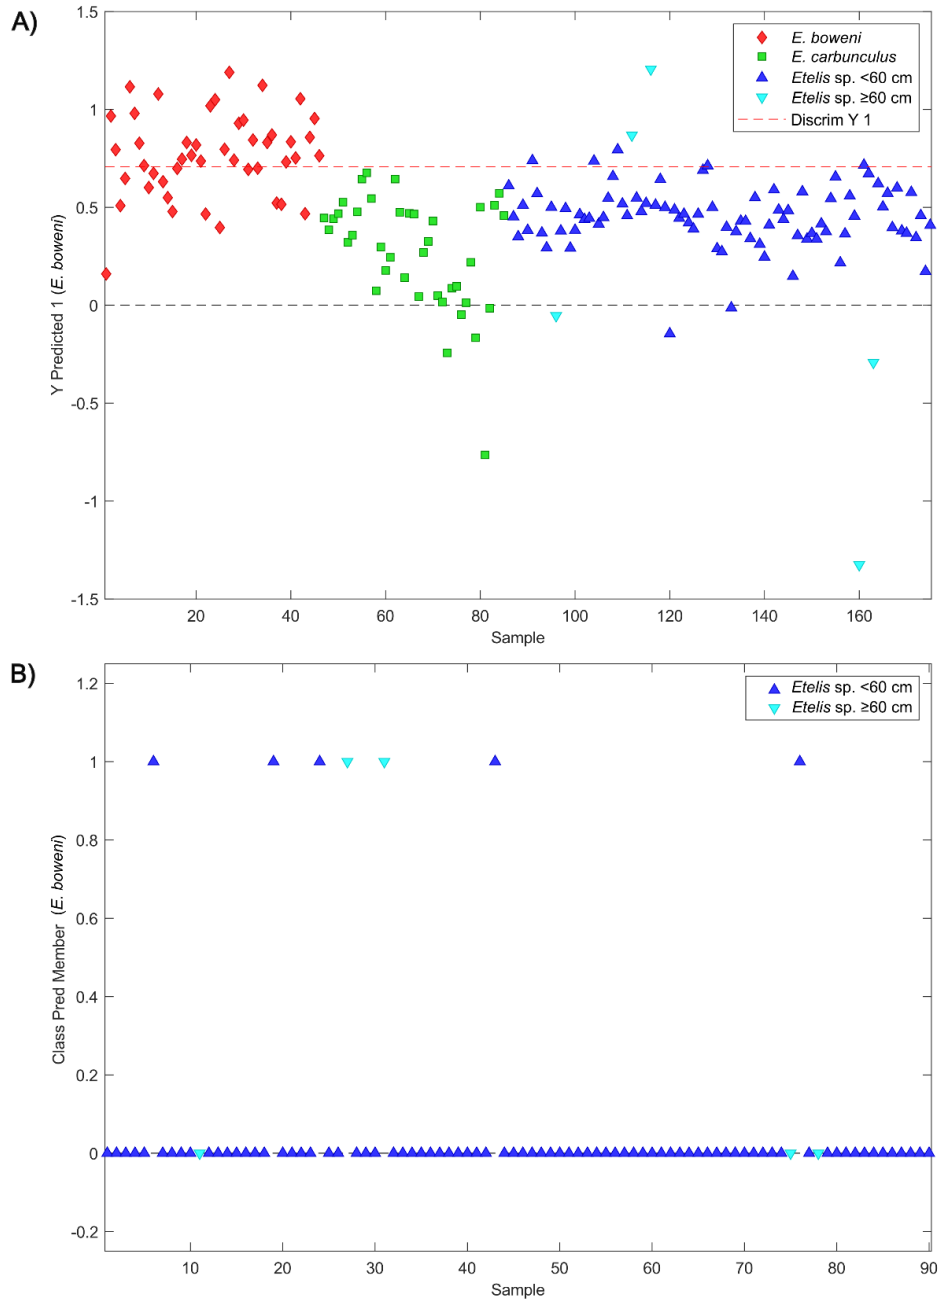 A)
1.5
1
0.5
0
-0.5
-1
-1.5
Y Predicted 1 (E. boweni)
20
40
60
80
100
120
140
160
Sample
E. boweni
E. carbunculus
Etelis sp. <60 cm
Etelis sp. ≥60 cm
Discrim Y 1
B)
1.2
1
0.8
0.6
0.4
0.2
0
-0.2
Class Pred Member (E. boweni)
10
20
30
40
50
60
70
80
90
Sample
Etelis sp. <60 cm
Etelis sp. ≥60 cm